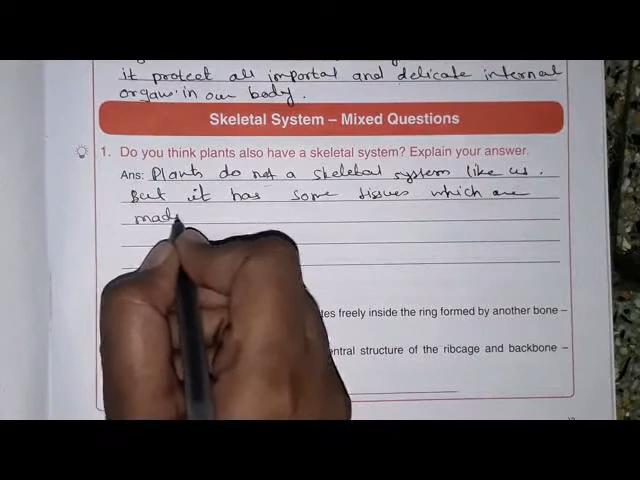 it protect all importal and delicate internal
organs in our body.
Skeletal System – Mixed Questions
1. Do you think plants also have a skeletal system? Explain your answer.
Ans: Plants do not a skeletal system like us.
But it has some tissues which are
mad
tes freely inside the ring formed by another bone –
entral structure of the ribcage and backbone –